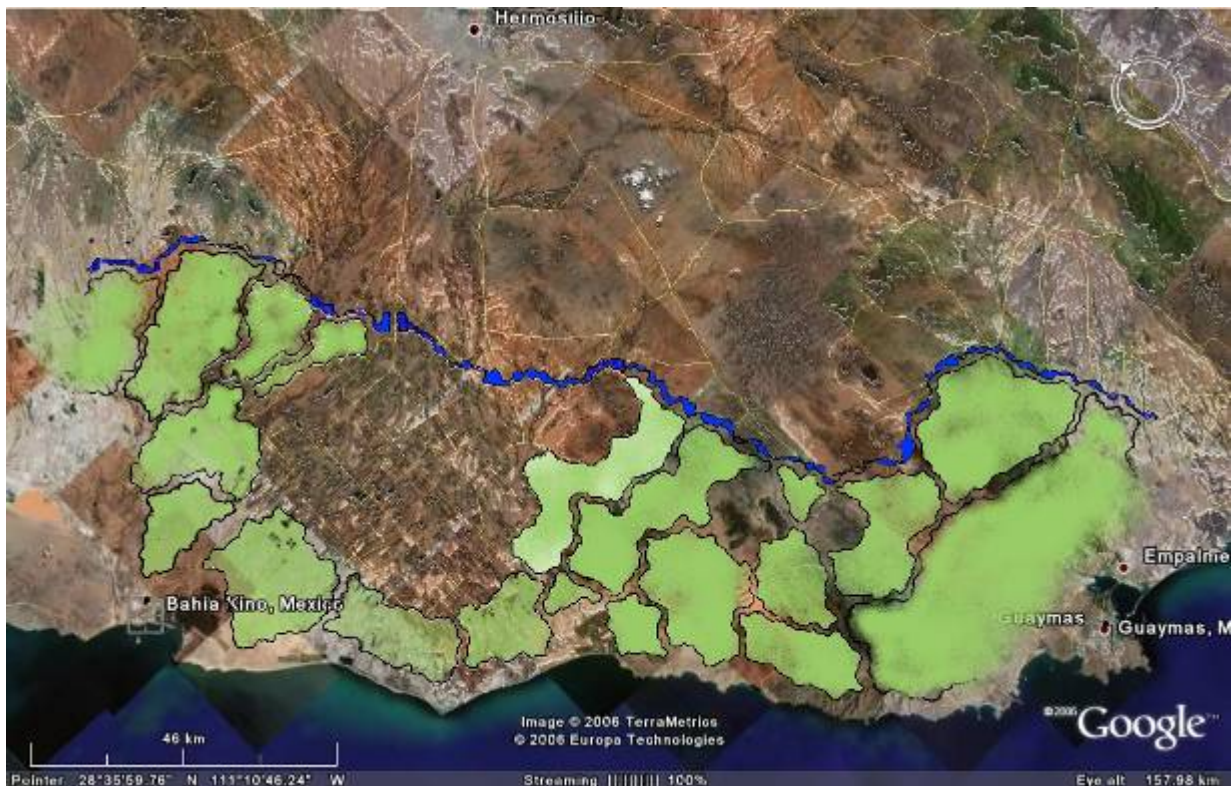 Hermosillo
Bahia Kino, Mexico
Empalme
Guaymas
Guaymas, M
Image © 2006 TerraMetrics
© 2006 Europa Technologies
©2006 Google™
46 km
Pointer 28°35'59.76" N 111°10'46.24" W Streaming ||||||||| 100% Eye alt 157.98 km